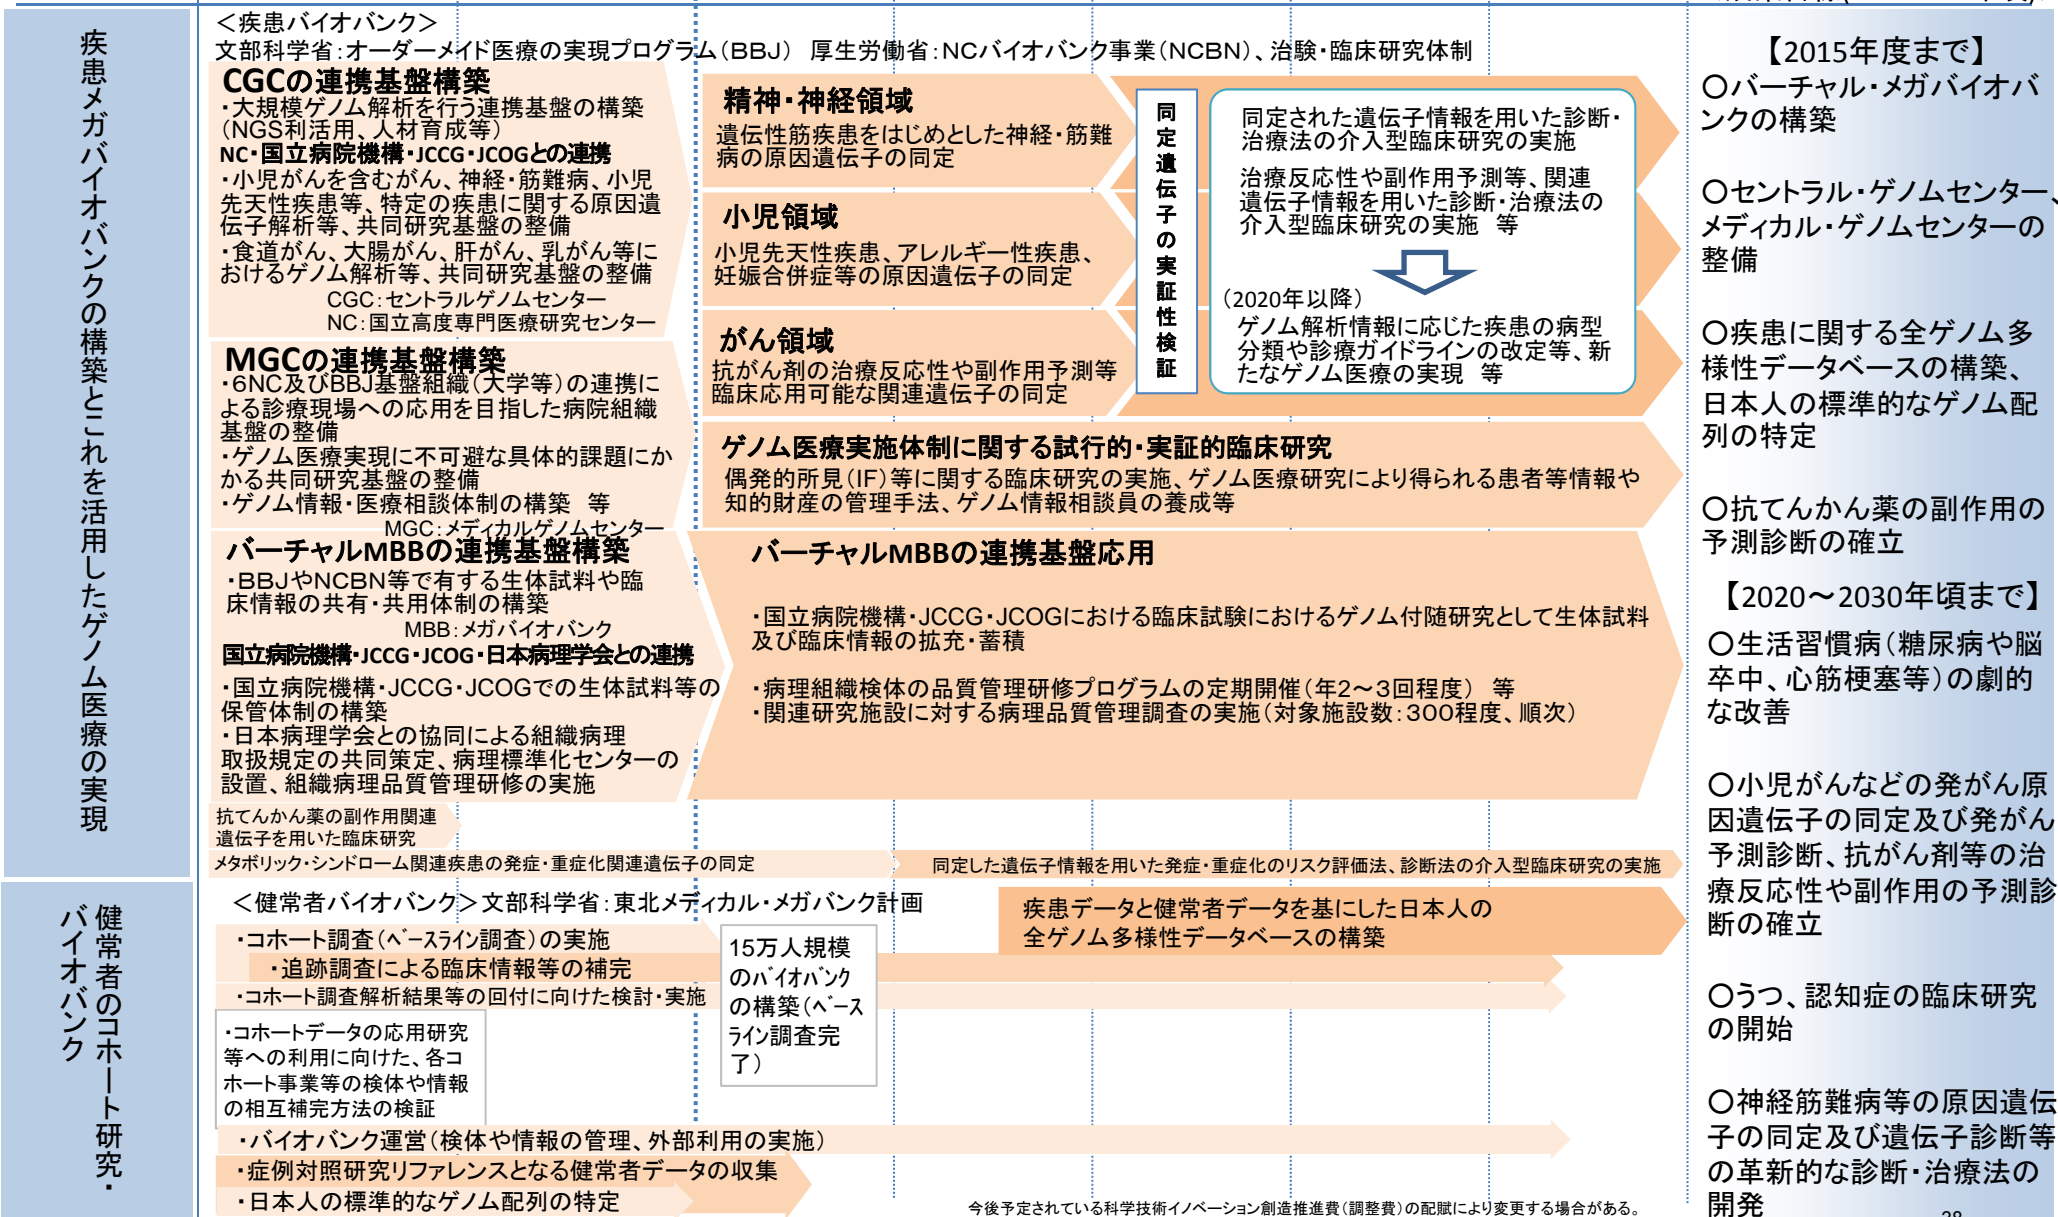 疾患メガバイオバンクの構築とこれを活用したゲノム医療の実現
＜疾患バイオバンク＞
文部科学省：オーダーメイド医療の実現プログラム（BBJ） 厚生労働省：NCバイオバンク事業（NCBN）、治験・臨床研究体制
CGCの連携基盤構築
・大規模ゲノム解析を行う連携基盤の構築
（NGS利活用、人材育成等）
NC・国立病院機構・JCCG・JCOGとの連携
・小児がんを含むがん、神経・筋難病、小児
先天性疾患等、特定の疾患に関する原因遺
伝子解析等、共同研究基盤の整備
・食道がん、大腸がん、肝がん、乳がん等に
おけるゲノム解析等、共同研究基盤の整備
CGC：セントラルゲノムセンター
NC：国立高度専門医療研究センター
MGCの連携基盤構築
・6NC及びBBJ基盤組織（大学等）の連携に
よる診療現場への応用を目指した病院組織
基盤の整備
・ゲノム医療実現に不可避な具体的課題にか
かる共同研究基盤の整備
・ゲノム情報・医療相談体制の構築 等
MGC：メディカルゲノムセンター
バーチャルMBBの連携基盤構築
・BBJやNCBN等で有する生体試料や臨
床情報の共有・共用体制の構築
MBB：メガバイオバンク
国立病院機構・JCCG・JCOG・日本病理学会との連携
・国立病院機構・JCCG・JCOGでの生体試料等の
保管体制の構築
・日本病理学会との協同による組織病理
取扱規定の共同策定、病理標準化センターの
設置、組織病理品質管理研修の実施
精神・神経領域
遺伝性筋疾患をはじめとした神経・筋難
病の原因遺伝子の同定
小児領域
小児先天性疾患、アレルギー性疾患、
妊娠合併症等の原因遺伝子の同定
がん領域
抗がん剤の治療反応性や副作用予測等
臨床応用可能な関連遺伝子の同定
同定遺伝子の実証性検証
同定された遺伝子情報を用いた診断・
治療法の介入型臨床研究の実施
治療反応性や副作用予測等、関連
遺伝子情報を用いた診断・治療法の
介入型臨床研究の実施 等
（2020年以降）
ゲノム解析情報に応じた疾患の病型
分類や診療ガイドラインの改定等、新
たなゲノム医療の実現 等
ゲノム医療実施体制に関する試行的・実証的臨床研究
偶発的所見（IF）等に関する臨床研究の実施、ゲノム医療研究により得られる患者等情報や
知的財産の管理手法、ゲノム情報相談員の養成等
バーチャルMBBの連携基盤応用
・国立病院機構・JCCG・JCOGにおける臨床試験におけるゲノム付随研究として生体試料
及び臨床情報の拡充・蓄積
・病理組織検体の品質管理研修プログラムの定期開催（年2～3回程度） 等
・関連研究施設に対する病理品質管理調査の実施（対象施設数：300程度、順次）
抗てんかん薬の副作用関連
遺伝子を用いた臨床研究
メタボリック・シンドローム関連疾患の発症・重症化関連遺伝子の同定
同定した遺伝子情報を用いた発症・重症化のリスク評価法、診断法の介入型臨床研究の実施
健常者のコホート研究・
バイオバンク
＜健常者バイオバンク＞文部科学省：東北メディカル・メガバンク計画
・コホート調査（ベースライン調査）の実施
・追跡調査による臨床情報等の補完
・コホート調査解析結果等の回付に向けた検討・実施
・コホートデータの応用研究
等への利用に向けた、各コ
ホート事業等の検体や情報
の相互補完方法の検証
15万人規模
のバイオバンク
の構築（ベース
ライン調査完
了）
疾患データと健常者データを基にした日本人の
全ゲノム多様性データベースの構築
・バイオバンク運営（検体や情報の管理、外部利用の実施）
・症例対照研究リファレンスとなる健常者データの収集
・日本人の標準的なゲノム配列の特定
今後予定されている科学技術イノベーション創造推進費（調整費）の配賦により変更する場合がある。
【2015年度まで】
○バーチャル・メガバイオバ
ンクの構築
○セントラル・ゲノムセンター、
メディカル・ゲノムセンターの
整備
○疾患に関する全ゲノム多
様性データベースの構築、
日本人の標準的なゲノム配
列の特定
○抗てんかん薬の副作用の
予測診断の確立
【2020～2030年頃まで】
○生活習慣病（糖尿病や脳
卒中、心筋梗塞等）の劇的
な改善
○小児がんなどの発がん原
因遺伝子の同定及び発がん
予測診断、抗がん剤等の治
療反応性や副作用の予測診
断の確立
○うつ、認知症の臨床研究
の開始
○神経筋難病等の原因遺伝
子の同定及び遺伝子診断等
の革新的な診断・治療法の
開発